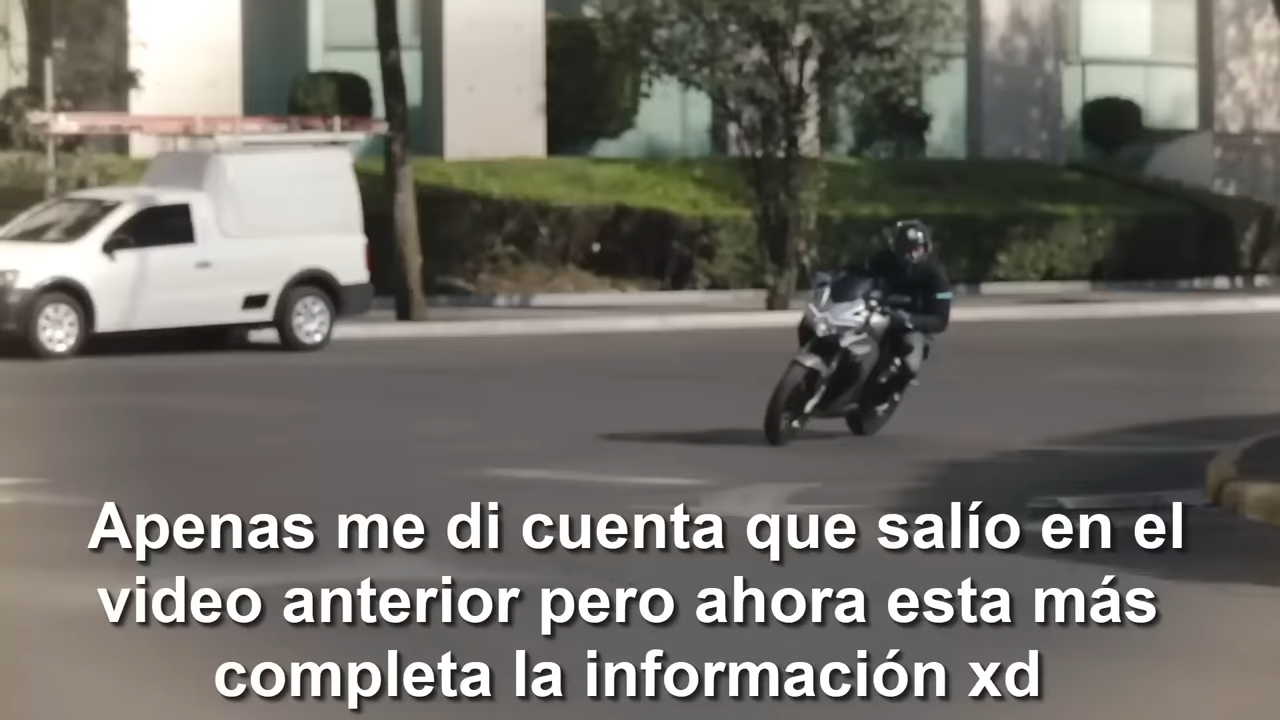 Apenas me di cuenta que salío en el
video anterior pero ahora esta más
completa la información xd